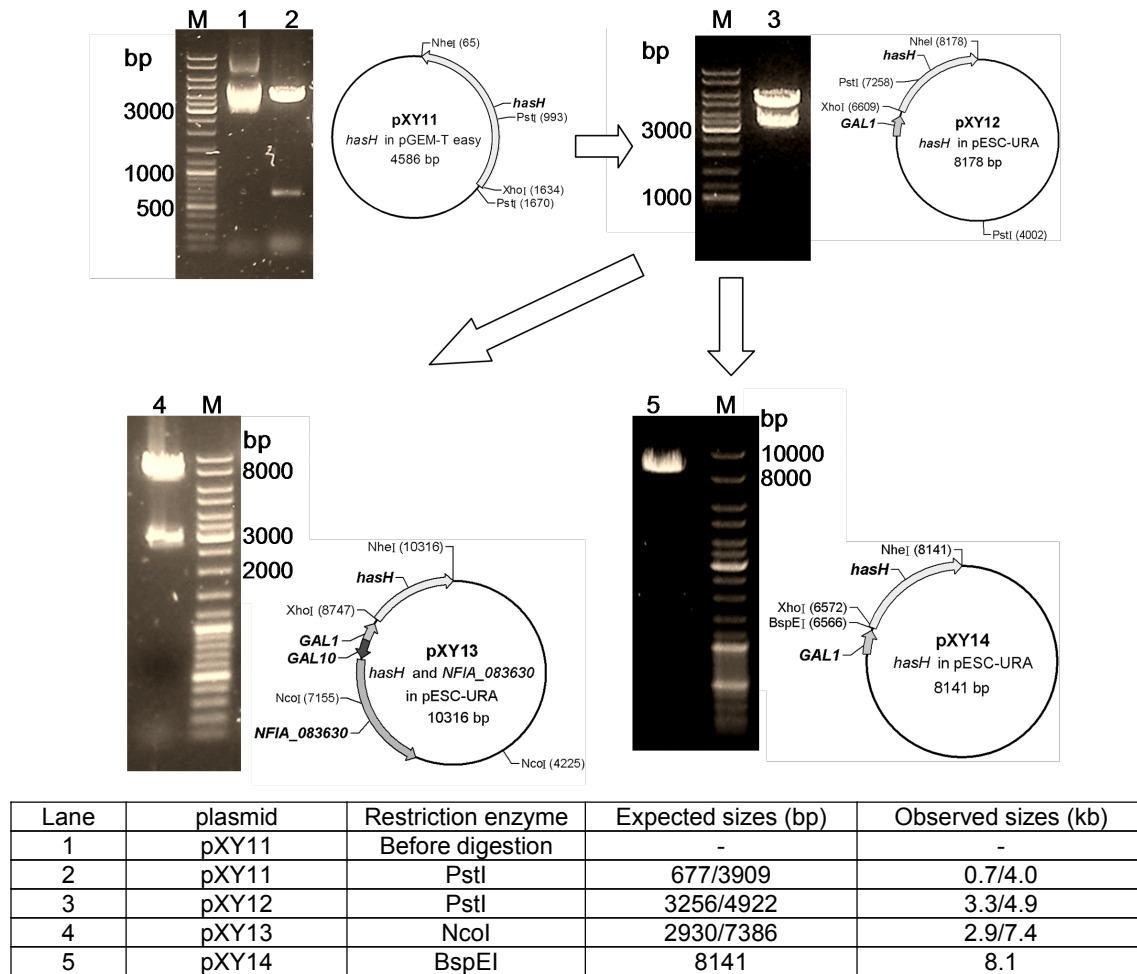 M 1 2
bp
3000
1000
500
NheI (65)
hasH
PstI (993)
pXY11
hasH in pGEM-T easy
4586 bp
XhoI (1634)
PstI (1670)
M 3
bp
3000
1000
NheI (8178)
hasH
PstI (7258)
XhoI (6609)
GAL1
pXY12
hasH in pESC-URA
8178 bp
PstI (4002)
4 M
bp
8000
3000
2000
NheI (10316)
hasH
XhoI (8747)
GAL1
GAL10
pXY13
hasH and NFIA_083630
in pESC-URA
10316 bp
NcoI (7155)
NFIA_083630
NcoI (4225)
5 M
bp
10000
8000
NheI (8141)
hasH
XhoI (6572)
BspEI (6566)
GAL1
pXY14
hasH in pESC-URA
8141 bp
Lane plasmid Restriction enzyme Expected sizes (bp) Observed sizes (kb)
1 pXY11 Before digestion - -
2 pXY11 PstI 677/3909 0.7/4.0
3 pXY12 PstI 3256/4922 3.3/4.9
4 pXY13 NcoI 2930/7386 2.9/7.4
5 pXY14 BspEI 8141 8.1